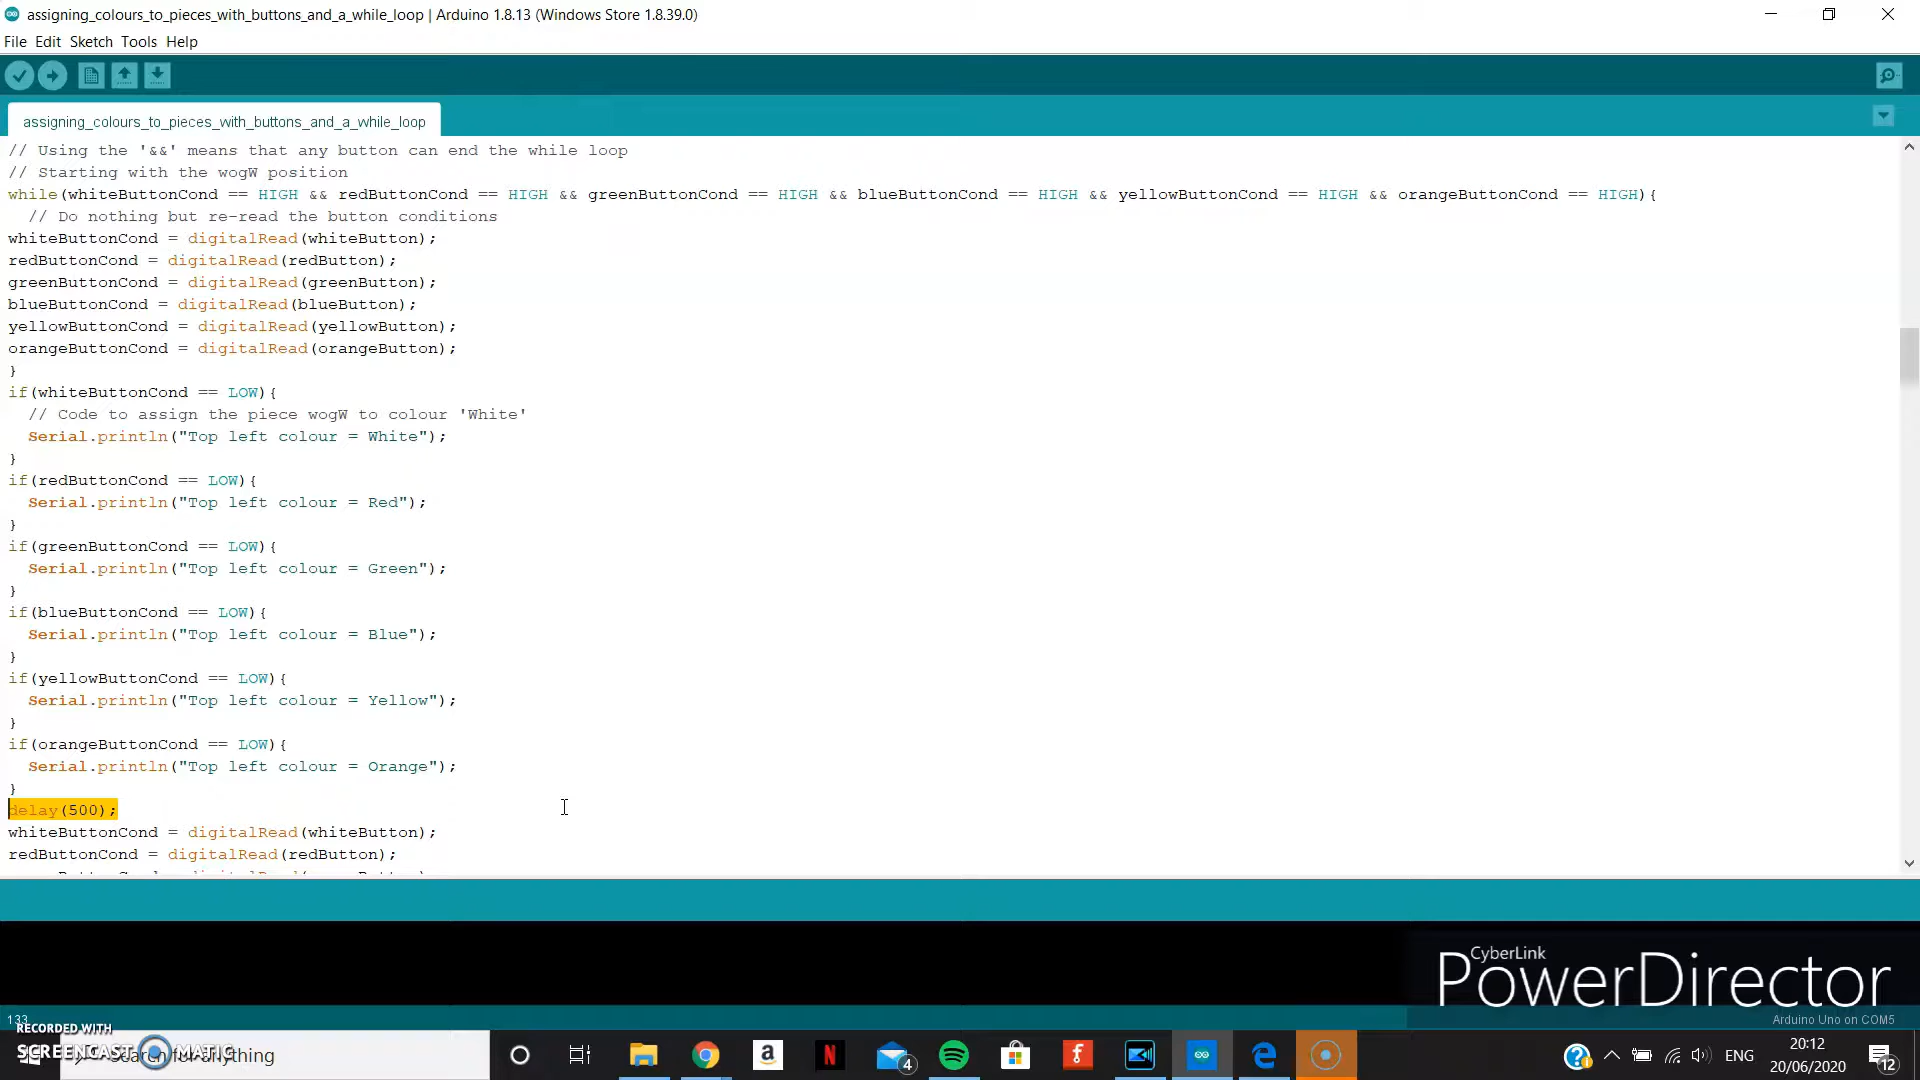 assigning_colours_to_pieces_with_buttons_and_a_while_loop | Arduino 1.8.13 (Windows Store 1.8.39.0)
File Edit Sketch Tools Help
assigning_colours_to_pieces_with_buttons_and_a_while_loop
// Using the '&&' means that any button can end the while loop
// Starting with the wogW position
while(whiteButtonCond == HIGH && redButtonCond == HIGH && greenButtonCond == HIGH && blueButtonCond == HIGH && yellowButtonCond == HIGH && orangeButtonCond == HIGH){
// Do nothing but re-read the button conditions
whiteButtonCond = digitalRead(whiteButton);
redButtonCond = digitalRead(redButton);
greenButtonCond = digitalRead(greenButton);
blueButtonCond = digitalRead(blueButton);
yellowButtonCond = digitalRead(yellowButton);
orangeButtonCond = digitalRead(orangeButton);
}
if(whiteButtonCond == LOW){
// Code to assign the piece wogW to colour 'White'
Serial.println("Top left colour = White");
}
if(redButtonCond == LOW){
Serial.println("Top left colour = Red");
}
if(greenButtonCond == LOW){
Serial.println("Top left colour = Green");
}
if(blueButtonCond == LOW){
Serial.println("Top left colour = Blue");
}
if(yellowButtonCond == LOW){
Serial.println("Top left colour = Yellow");
}
if(orangeButtonCond == LOW){
Serial.println("Top left colour = Orange");
}
delay(500);
whiteButtonCond = digitalRead(whiteButton);
redButtonCond = digitalRead(redButton);
CyberLink
PowerDirector
133
Arduino Uno on COM5
RECORDED WITH
SCREENCAST MATIC
Search for anything
4
ENG
20:12
20/06/2020
12